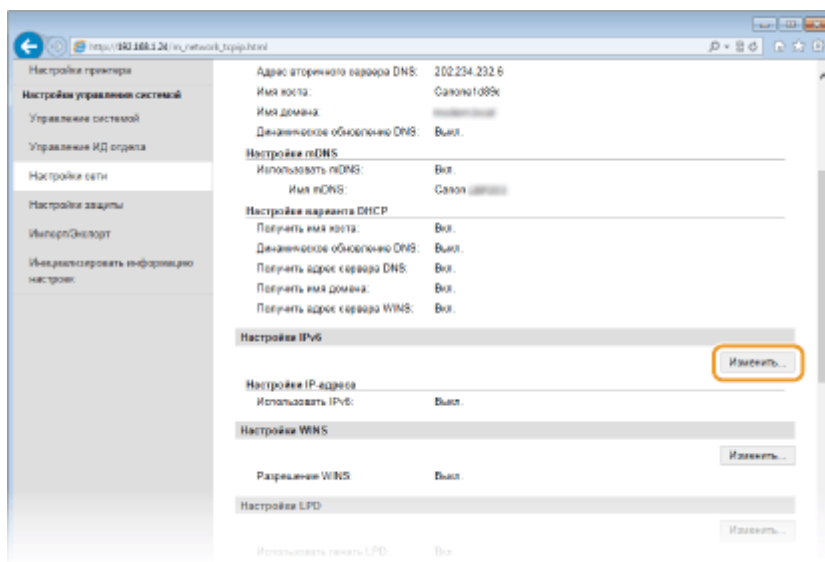 http://192.168.1.24/m_network_tcpip.html
Настройки принтера
Настройки управления системой
Управление системой
Управление ИД отдела
Настройки сети
Настройки защиты
Импорт/Экспорт
Инициализировать информацию
настроек
Адрес вторичного сервера DNS: 202.234.232.6
Имя хоста: Canone1d89c
Имя домена:
Динамическое обновление DNS: Выкл.
Настройки mDNS
Использовать mDNS: Вкл.
Имя mDNS: Canon
Настройки варианта DHCP
Получить имя хоста: Вкл.
Динамическое обновление DNS: Выкл.
Получить адрес сервера DNS: Вкл.
Получить имя домена: Вкл.
Получить адрес сервера WINS: Вкл.
Настройки IPv6
Изменить...
Настройки IP-адреса
Использовать IPv6: Выкл.
Настройки WINS
Изменить...
Разрешение WINS: Выкл.
Настройки LPD
Изменить...
Использовать печать LPD: Вкл.